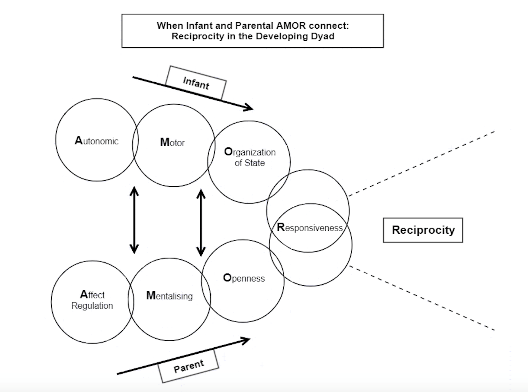 When Infant and Parental AMOR connect:
Reciprocity in the Developing Dyad
Infant
Autonomic
Motor
Organization
of State
Responsiveness
Reciprocity
Affect
Regulation
Mentalising
Openness
Parent